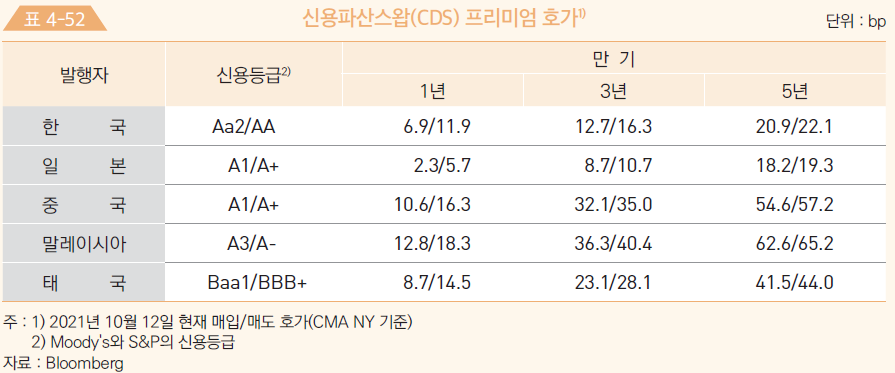 표 4-52 신용파산스왑(CDS) 프리미엄 호가1) 단위 : bp
발행자 신용등급2) 만 기
1년 3년 5년
한 국 Aa2/AA 6.9/11.9 12.7/16.3 20.9/22.1
일 본 A1/A+ 2.3/5.7 8.7/10.7 18.2/19.3
중 국 A1/A+ 10.6/16.3 32.1/35.0 54.6/57.2
말레이시아 A3/A- 12.8/18.3 36.3/40.4 62.6/65.2
태 국 Baa1/BBB+ 8.7/14.5 23.1/28.1 41.5/44.0
주 : 1) 2021년 10월 12일 현재 매입/매도 호가(CMA NY 기준)
2) Moody's와 S&P의 신용등급
자료 : Bloomberg